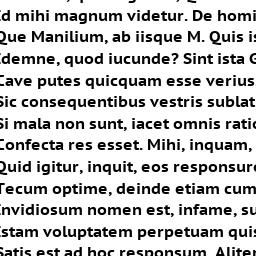 Id mihi magnum videtur. De homi
Que Manilium, ab iisque M. Quis is
Idemne, quod iucunde? Sint ista G
Cave putes quicquam esse verius.
Sic consequentibus vestris sublat
Si mala non sunt, iacet omnis ratio
Confecta res esset. Mihi, inquam,
Quid igitur, inquit, eos responsure
Tecum optime, deinde etiam cum
Invidiosum nomen est, infame, su
Istam voluptatem perpetuam quis
Satis est ad hoc responsum. Aliter